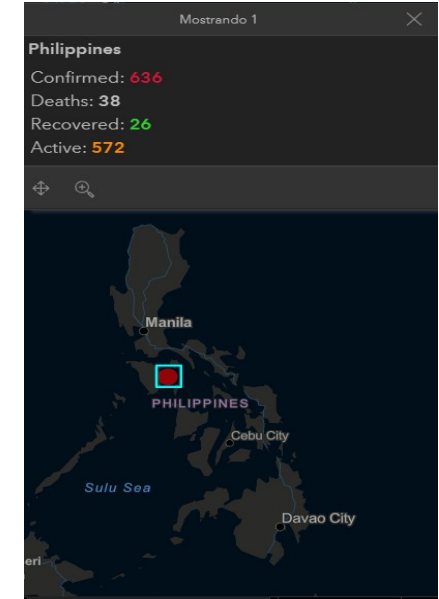 Mostrando 1
Philippines
Confirmed: 636
Deaths: 38
Recovered: 26
Active: 572
Manila
PHILIPPINES
Cebu City
Sulu Sea
Davao City
eri